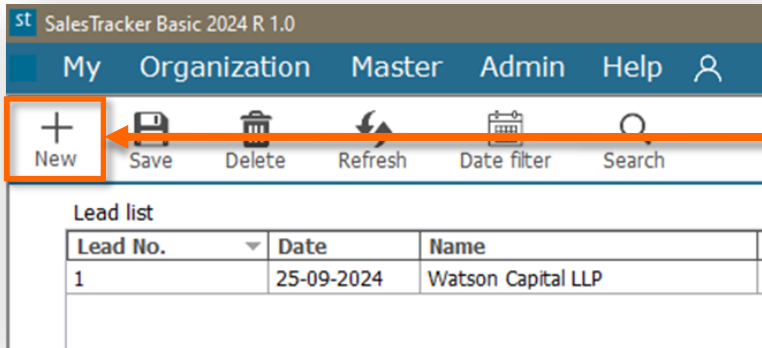 st SalesTracker Basic 2024 R 1.0
My Organization Master Admin Help
New Save Delete Refresh Date filter Search
Lead list
Lead No. Date Name
1 25-09-2024 Watson Capital LLP